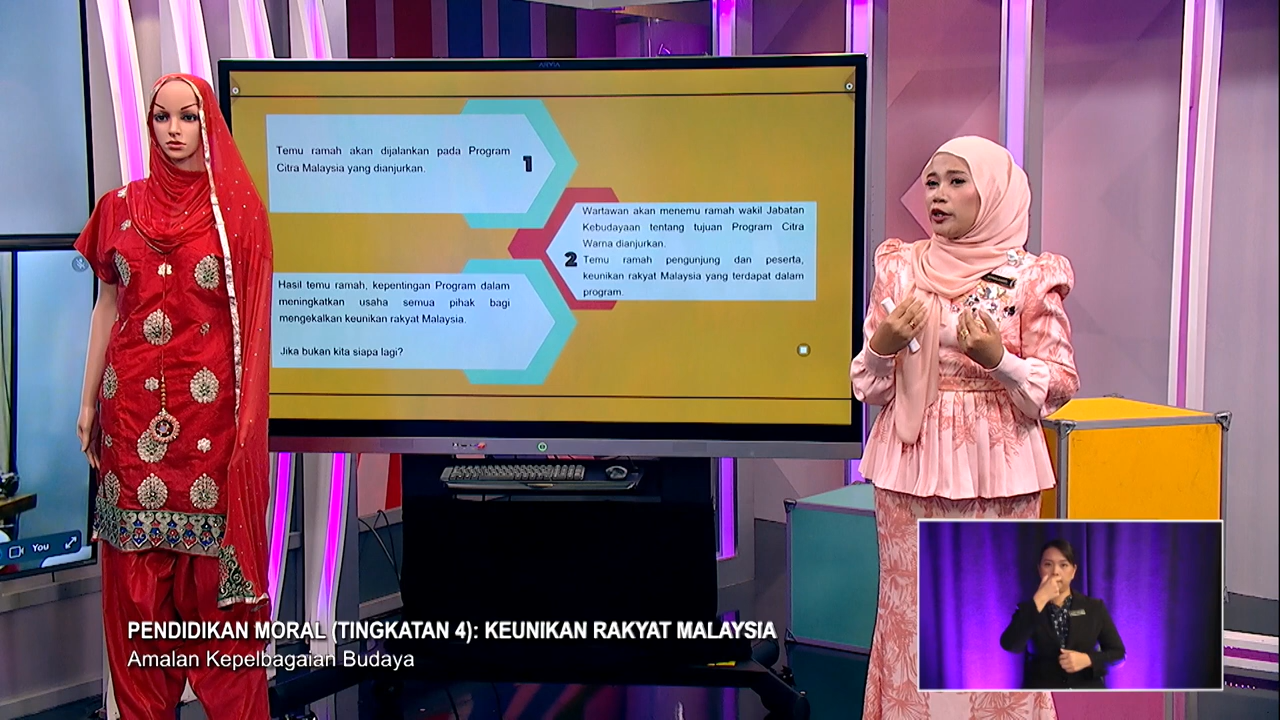 Temu ramah akan dijalankan pada Program
Citra Malaysia yang dianjurkan.
1
Wartawan akan menemu ramah wakil Jabatan
Kebudayaan tentang tujuan Program Citra
Warna dianjurkan.
2
Temu ramah pengunjung dan peserta,
keunikan rakyat Malaysia yang terdapat dalam
program.
Hasil temu ramah, kepentingan Program dalam
meningkatkan usaha semua pihak bagi
mengekalkan keunikan rakyat Malaysia.
Jika bukan kita siapa lagi?
You
PENDIDIKAN MORAL (TINGKATAN 4): KEUNIKAN RAKYAT MALAYSIA
Amalan Kepelbagaian Budaya